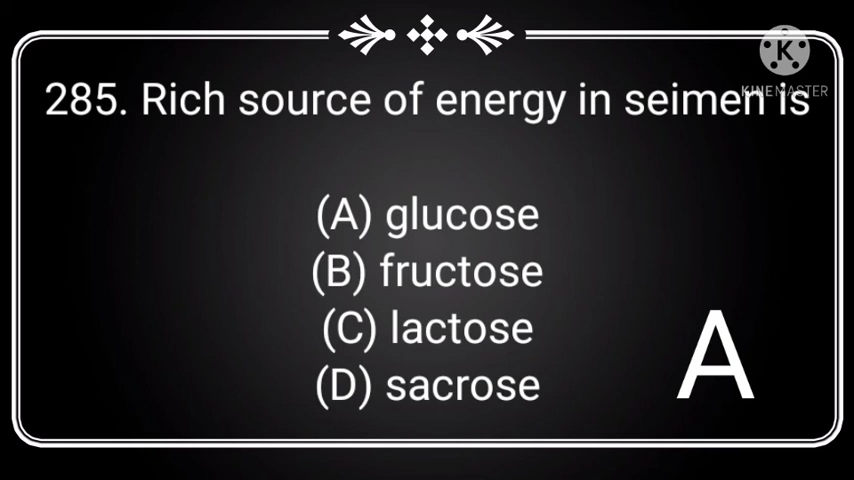 K
KINEMASTER
285. Rich source of energy in seimen is
(A) glucose
(B) fructose
(C) lactose
(D) sacrose
A